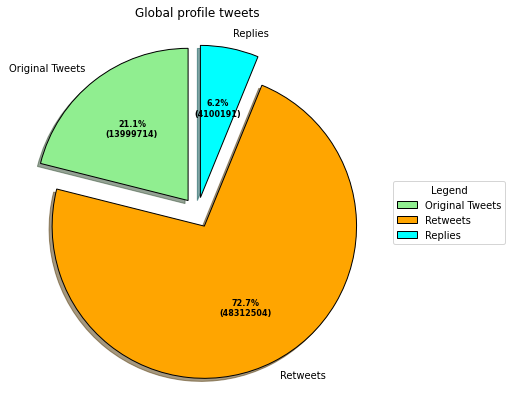 Global profile tweets
Replies
Original Tweets
6.2%
(4100191)
21.1%
(13999714)
Legend
Original Tweets
Retweets
Replies
72.7%
(48312504)
Retweets